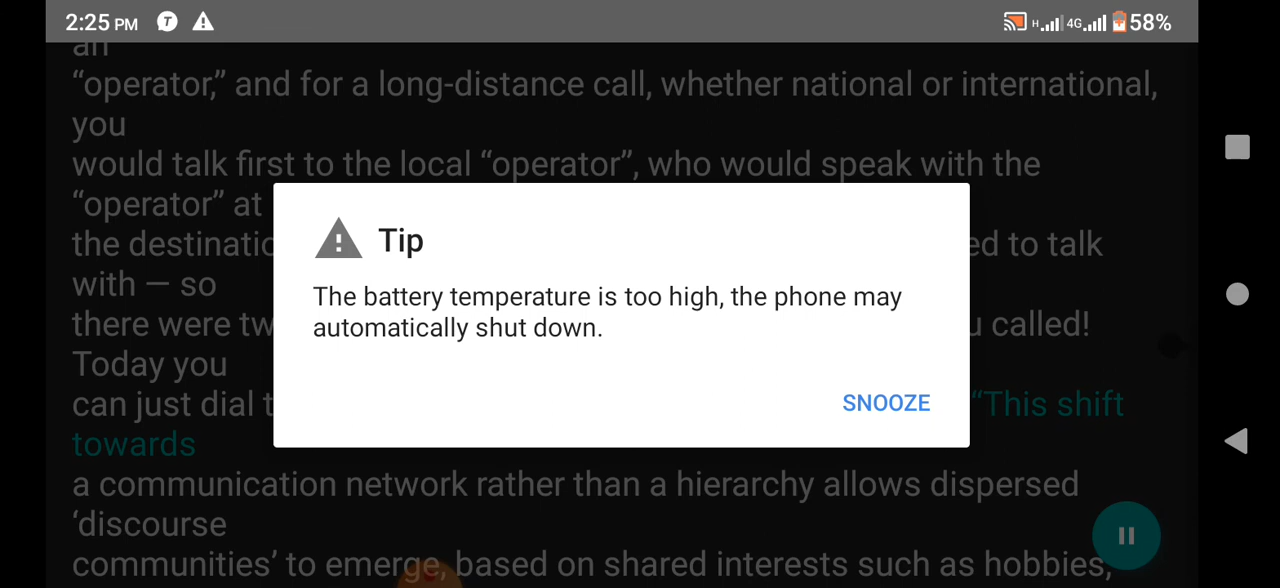 2:25 PM T H 4G 58%
an
“operator,” and for a long-distance call, whether national or international,
you
would talk first to the local “operator”, who would speak with the
“operator” at
Tip
the destinatio ed to talk
with — so
The battery temperature is too high, the phone may
automatically shut down.
there were tw u called!
Today you
SNOOZE
can just dial t “This shift
towards
a communication network rather than a hierarchy allows dispersed
‘discourse
communities’ to emerge, based on shared interests such as hobbies,